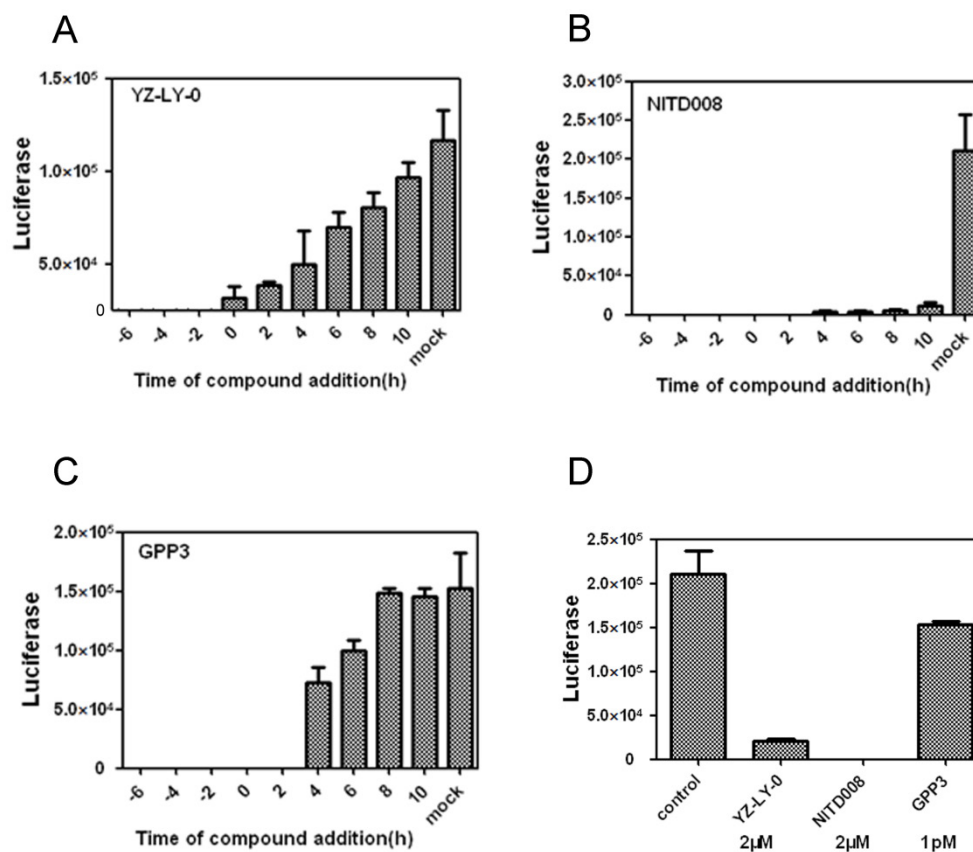 A
1.5×10⁵
YZ-LY-0
1.0×10⁵
5.0×10⁴
0
Luciferase
-6 -4 -2 0 2 4 6 8 10 mock
Time of compound addition(h)
B
3.0×10⁵
NITD008
2.5×10⁵
2.0×10⁵
1.5×10⁵
1.0×10⁵
5.0×10⁴
0
Luciferase
-6 -4 -2 0 2 4 6 8 10 mock
Time of compound addition(h)
C
2.0×10⁵
GPP3
1.5×10⁵
1.0×10⁵
5.0×10⁴
0
Luciferase
-6 -4 -2 0 2 4 6 8 10 mock
Time of compound addition(h)
D
2.5×10⁵
2.0×10⁵
1.5×10⁵
5.0×10⁴
0
Luciferase
control YZ-LY-0 NITD008 GPP3
2µM 2µM 1pM